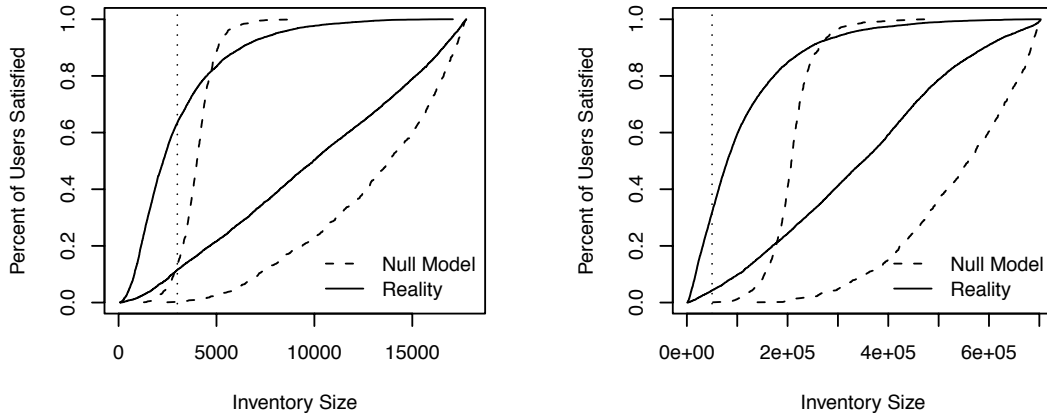 Percent of Users Satisfied
1.0
0.8
0.6
0.4
0.2
0.0
Null Model
Reality
0
5000
10000
15000
Inventory Size
Percent of Users Satisfied
1.0
0.8
0.6
0.4
0.2
0.0
Null Model
Reality
0e+00
2e+05
4e+05
6e+05
Inventory Size